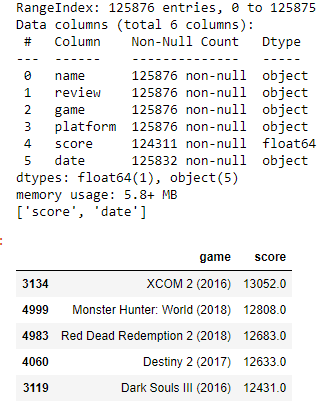 RangeIndex: 125876 entries, 0 to 125875
Data columns (total 6 columns):
 #   Column    Non-Null Count   Dtype
---  ------    --------------   -----
 0   name      125876 non-null  object
 1   review    125876 non-null  object
 2   game      125876 non-null  object
 3   platform  125876 non-null  object
 4   score     124311 non-null  float64
 5   date      125832 non-null  object
dtypes: float64(1), object(5)
memory usage: 5.8+ MB
['score', 'date']
:
game score
3134 XCOM 2 (2016) 13052.0
4999 Monster Hunter: World (2018) 12808.0
4983 Red Dead Redemption 2 (2018) 12683.0
4060 Destiny 2 (2017) 12633.0
3119 Dark Souls III (2016) 12431.0